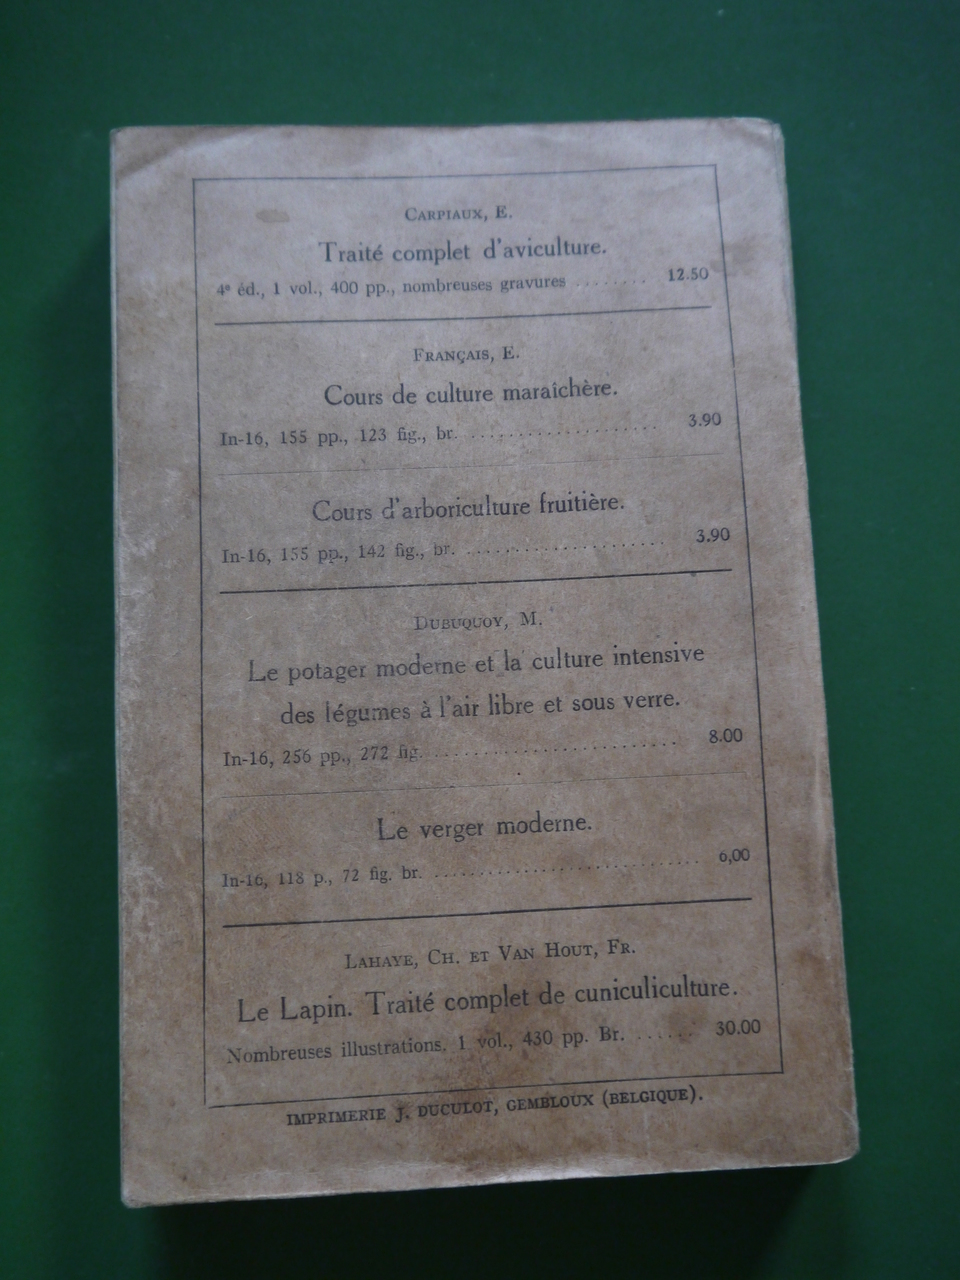 Carpiaux, E.
Traité complet d'aviculture.
4e éd., 1 vol., 400 pp., nombreuses gravures ........ 12.50
Français, E.
Cours de culture maraîchère.
In-16, 155 pp., 123 fig., br. ........................ 3.90
Cours d'arboriculture fruitière.
In-16, 155 pp., 142 fig., br. ........................ 3.90
Dubuquoy, M.
Le potager moderne et la culture intensive
des légumes à l'air libre et sous verre.
In-16, 256 pp., 272 fig. ........................ 8.00
Le verger moderne.
In-16, 118 p., 72 fig. br. ........................ 6,00
Lahaye, Ch. et Van Hout, Fr.
Le Lapin. Traité complet de cuniculiculture.
Nombreuses illustrations, 1 vol., 430 pp. Br. ...... 30.00
IMPRIMERIE J. DUCULOT, GEMBLOUX (BELGIQUE).